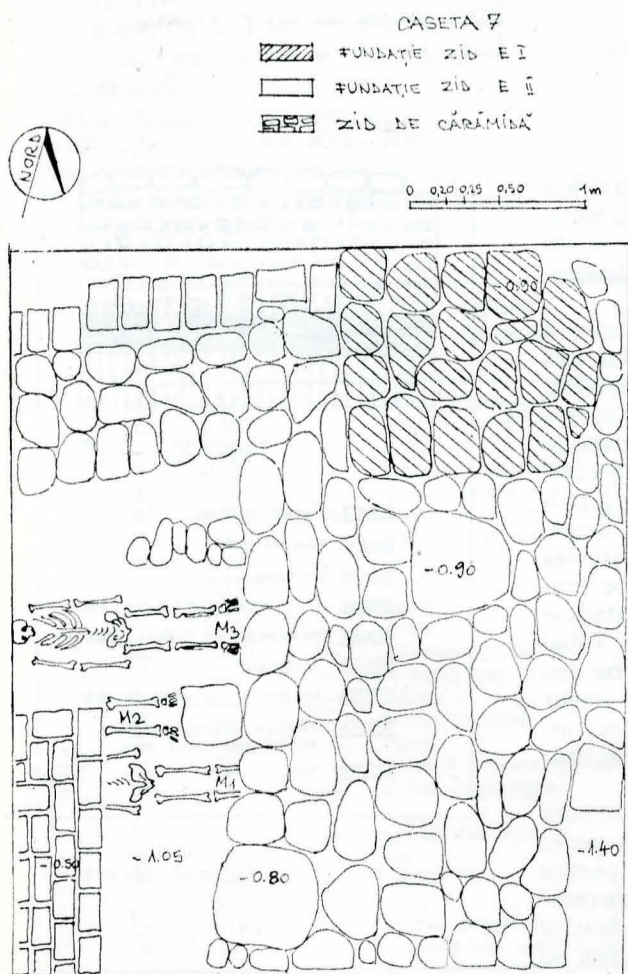 CASETA 7
FUNDAȚIE ZID E I
FUNDAȚIE ZID E II
ZID DE CĂRĂMIDĂ
NORD
0 0,20 0,25 0,50 1m
-0.90
-0.90
M3
M2
M1
-0.50
-1.05
0.80
-1.40